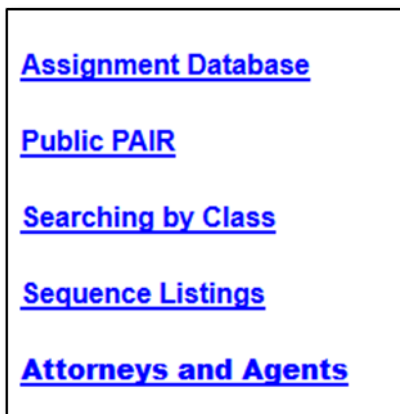 Assignment Database
Public PAIR
Searching by Class
Sequence Listings
Attorneys and Agents